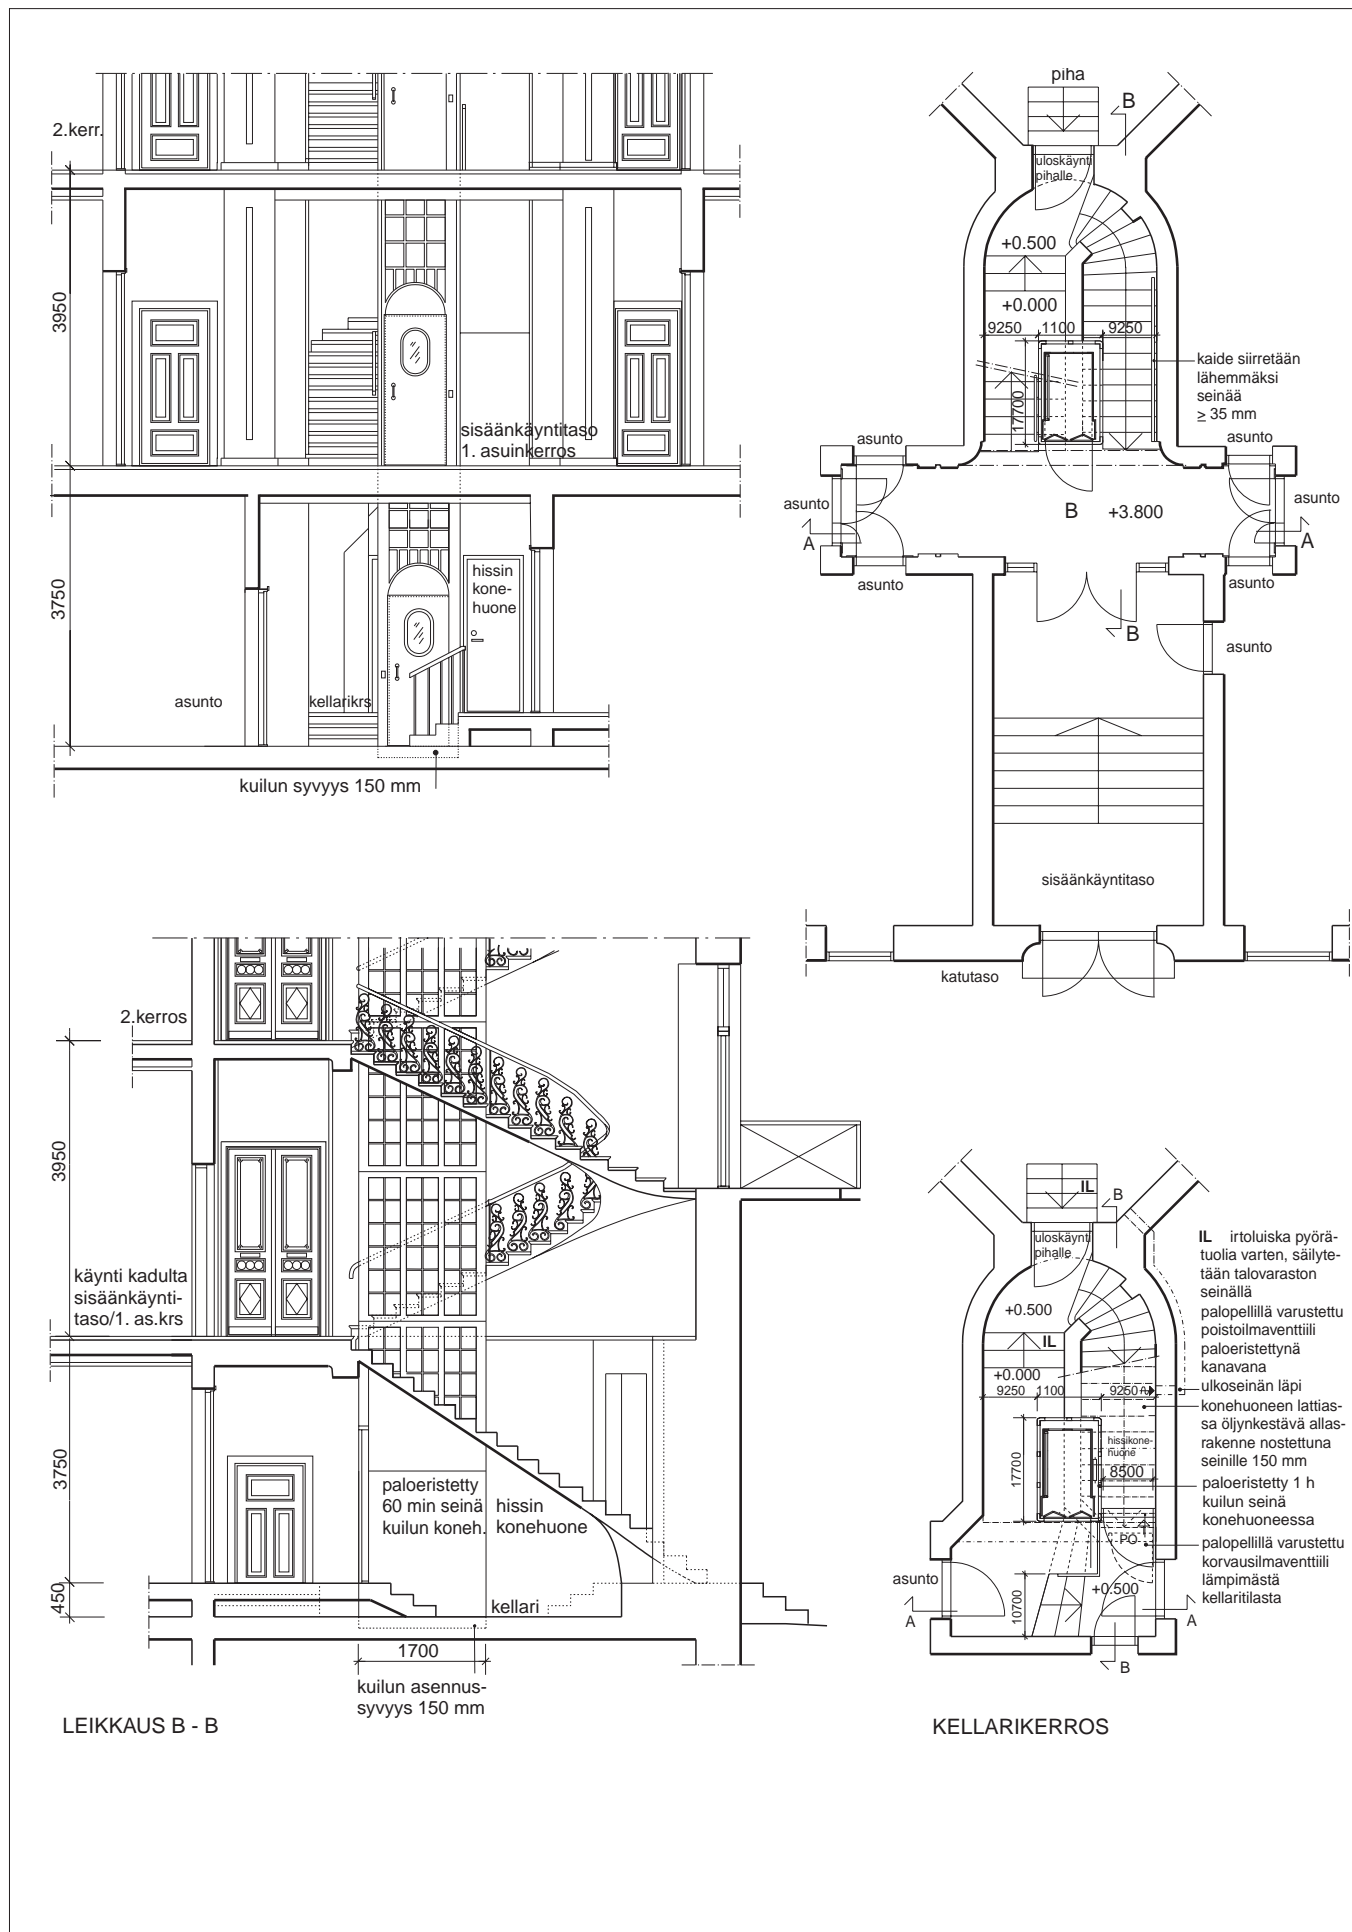 2.kerr.
3950
sisäänkäyntitaso
1. asuinkerros
3750
hissin
kone-
huone
asunto
kellarikrs
kuilun syvyys 150 mm
piha
B
uloskäynti
pihalle
+0.500
+0.000
9250
1100
9250
17700
kaide siirretään
lähemmäksi
seinää
≥ 35 mm
asunto
asunto
asunto
asunto
A
B
+3.800
A
asunto
asunto
B
asunto
sisäänkäyntitaso
katutaso
2.kerros
3950
käynti kadulta
sisäänkäynti-
taso/1. as.krs
3750
paloeristetty
60 min seinä
kuilun koneh.
hissin
konehuone
450
kellari
1700
kuilun asennus-
syvyys 150 mm
LEIKKAUS B - B
IL
B
uloskäynti
pihalle
+0.500
IL
+0.000
9250
1100
9250
17700
hissikone-
huone
8500
PO
asunto
+0.500
10700
A
A
B
IL irtoluiska pyörä-
tuolia varten, säilyte-
tään talovaraston
seinällä
palopellillä varustettu
poistoilmaventtiili
paloeristettynä
kanavana
ulkoseinän läpi
konehuoneen lattias-
sa öljynkestävä allas-
rakenne nostettuna
seinille 150 mm
paloeristetty 1 h
kuilun seinä
konehuoneessa
palopellillä varustettu
korvausilmaventtiili
lämpimästä
kellaritilasta
KELLARIKERROS